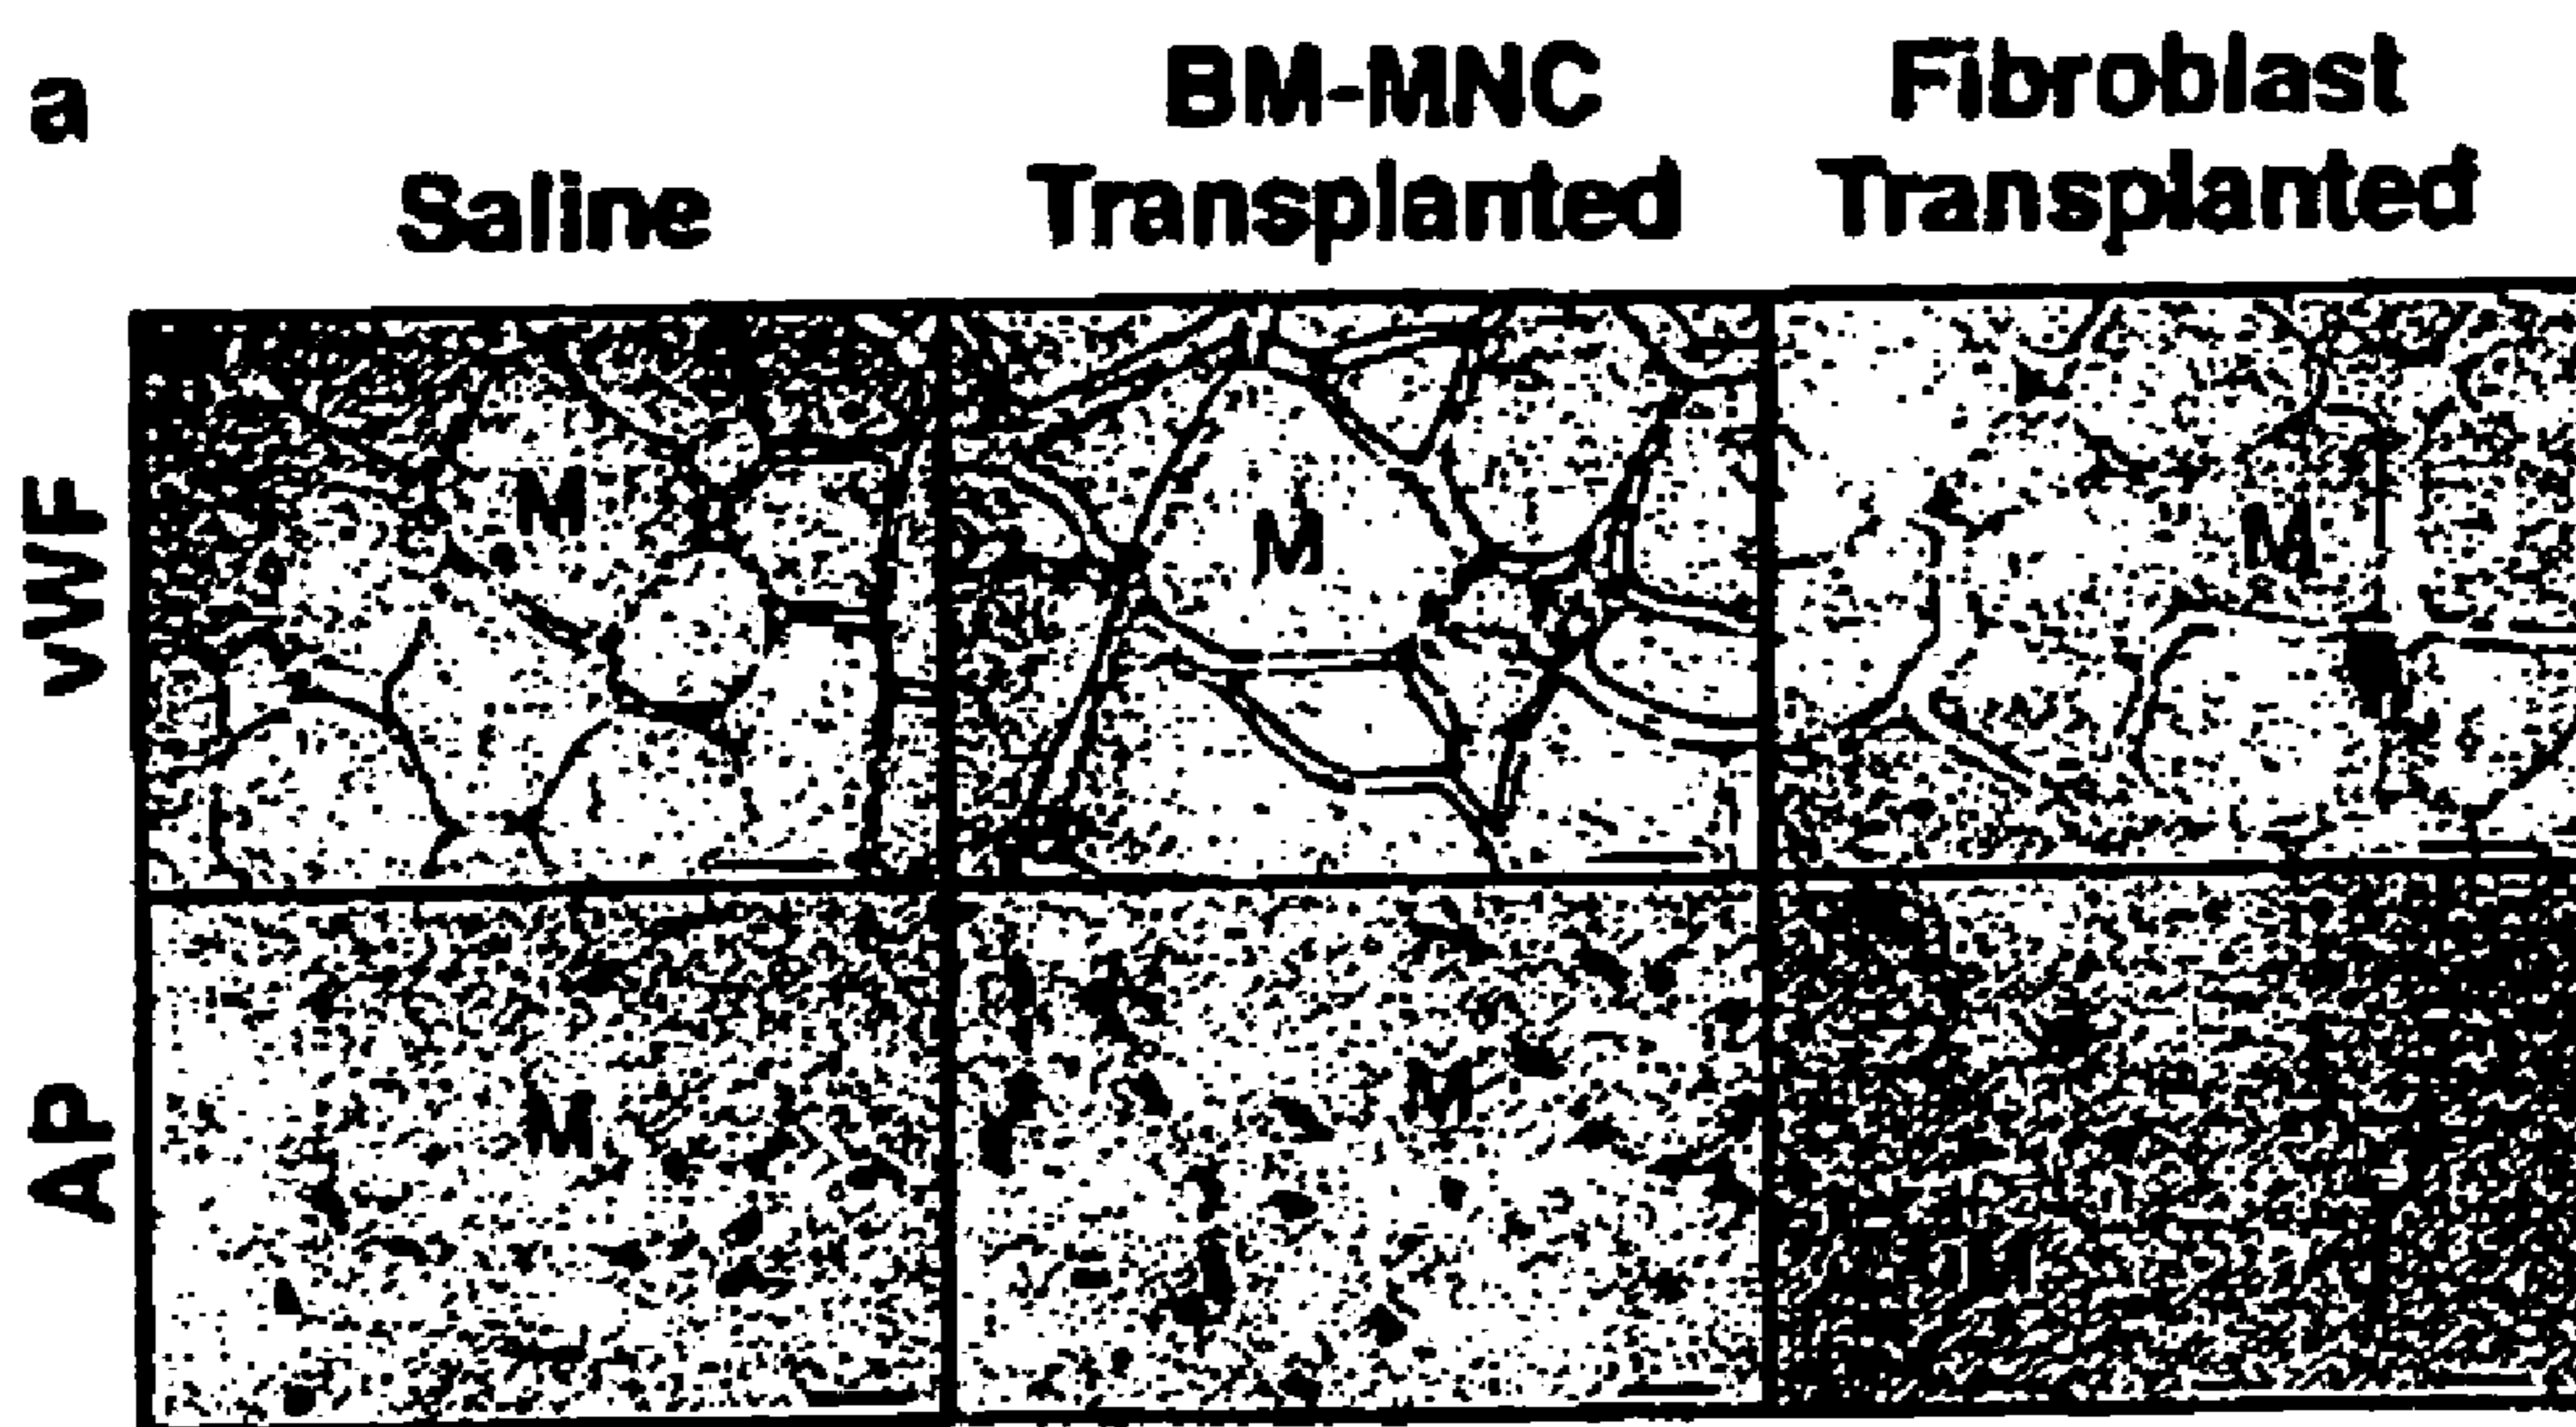 a
Saline
BM-MNC
Transplanted
Fibroblast
Transplanted
vWF
M
M
M
AP
M
M
M